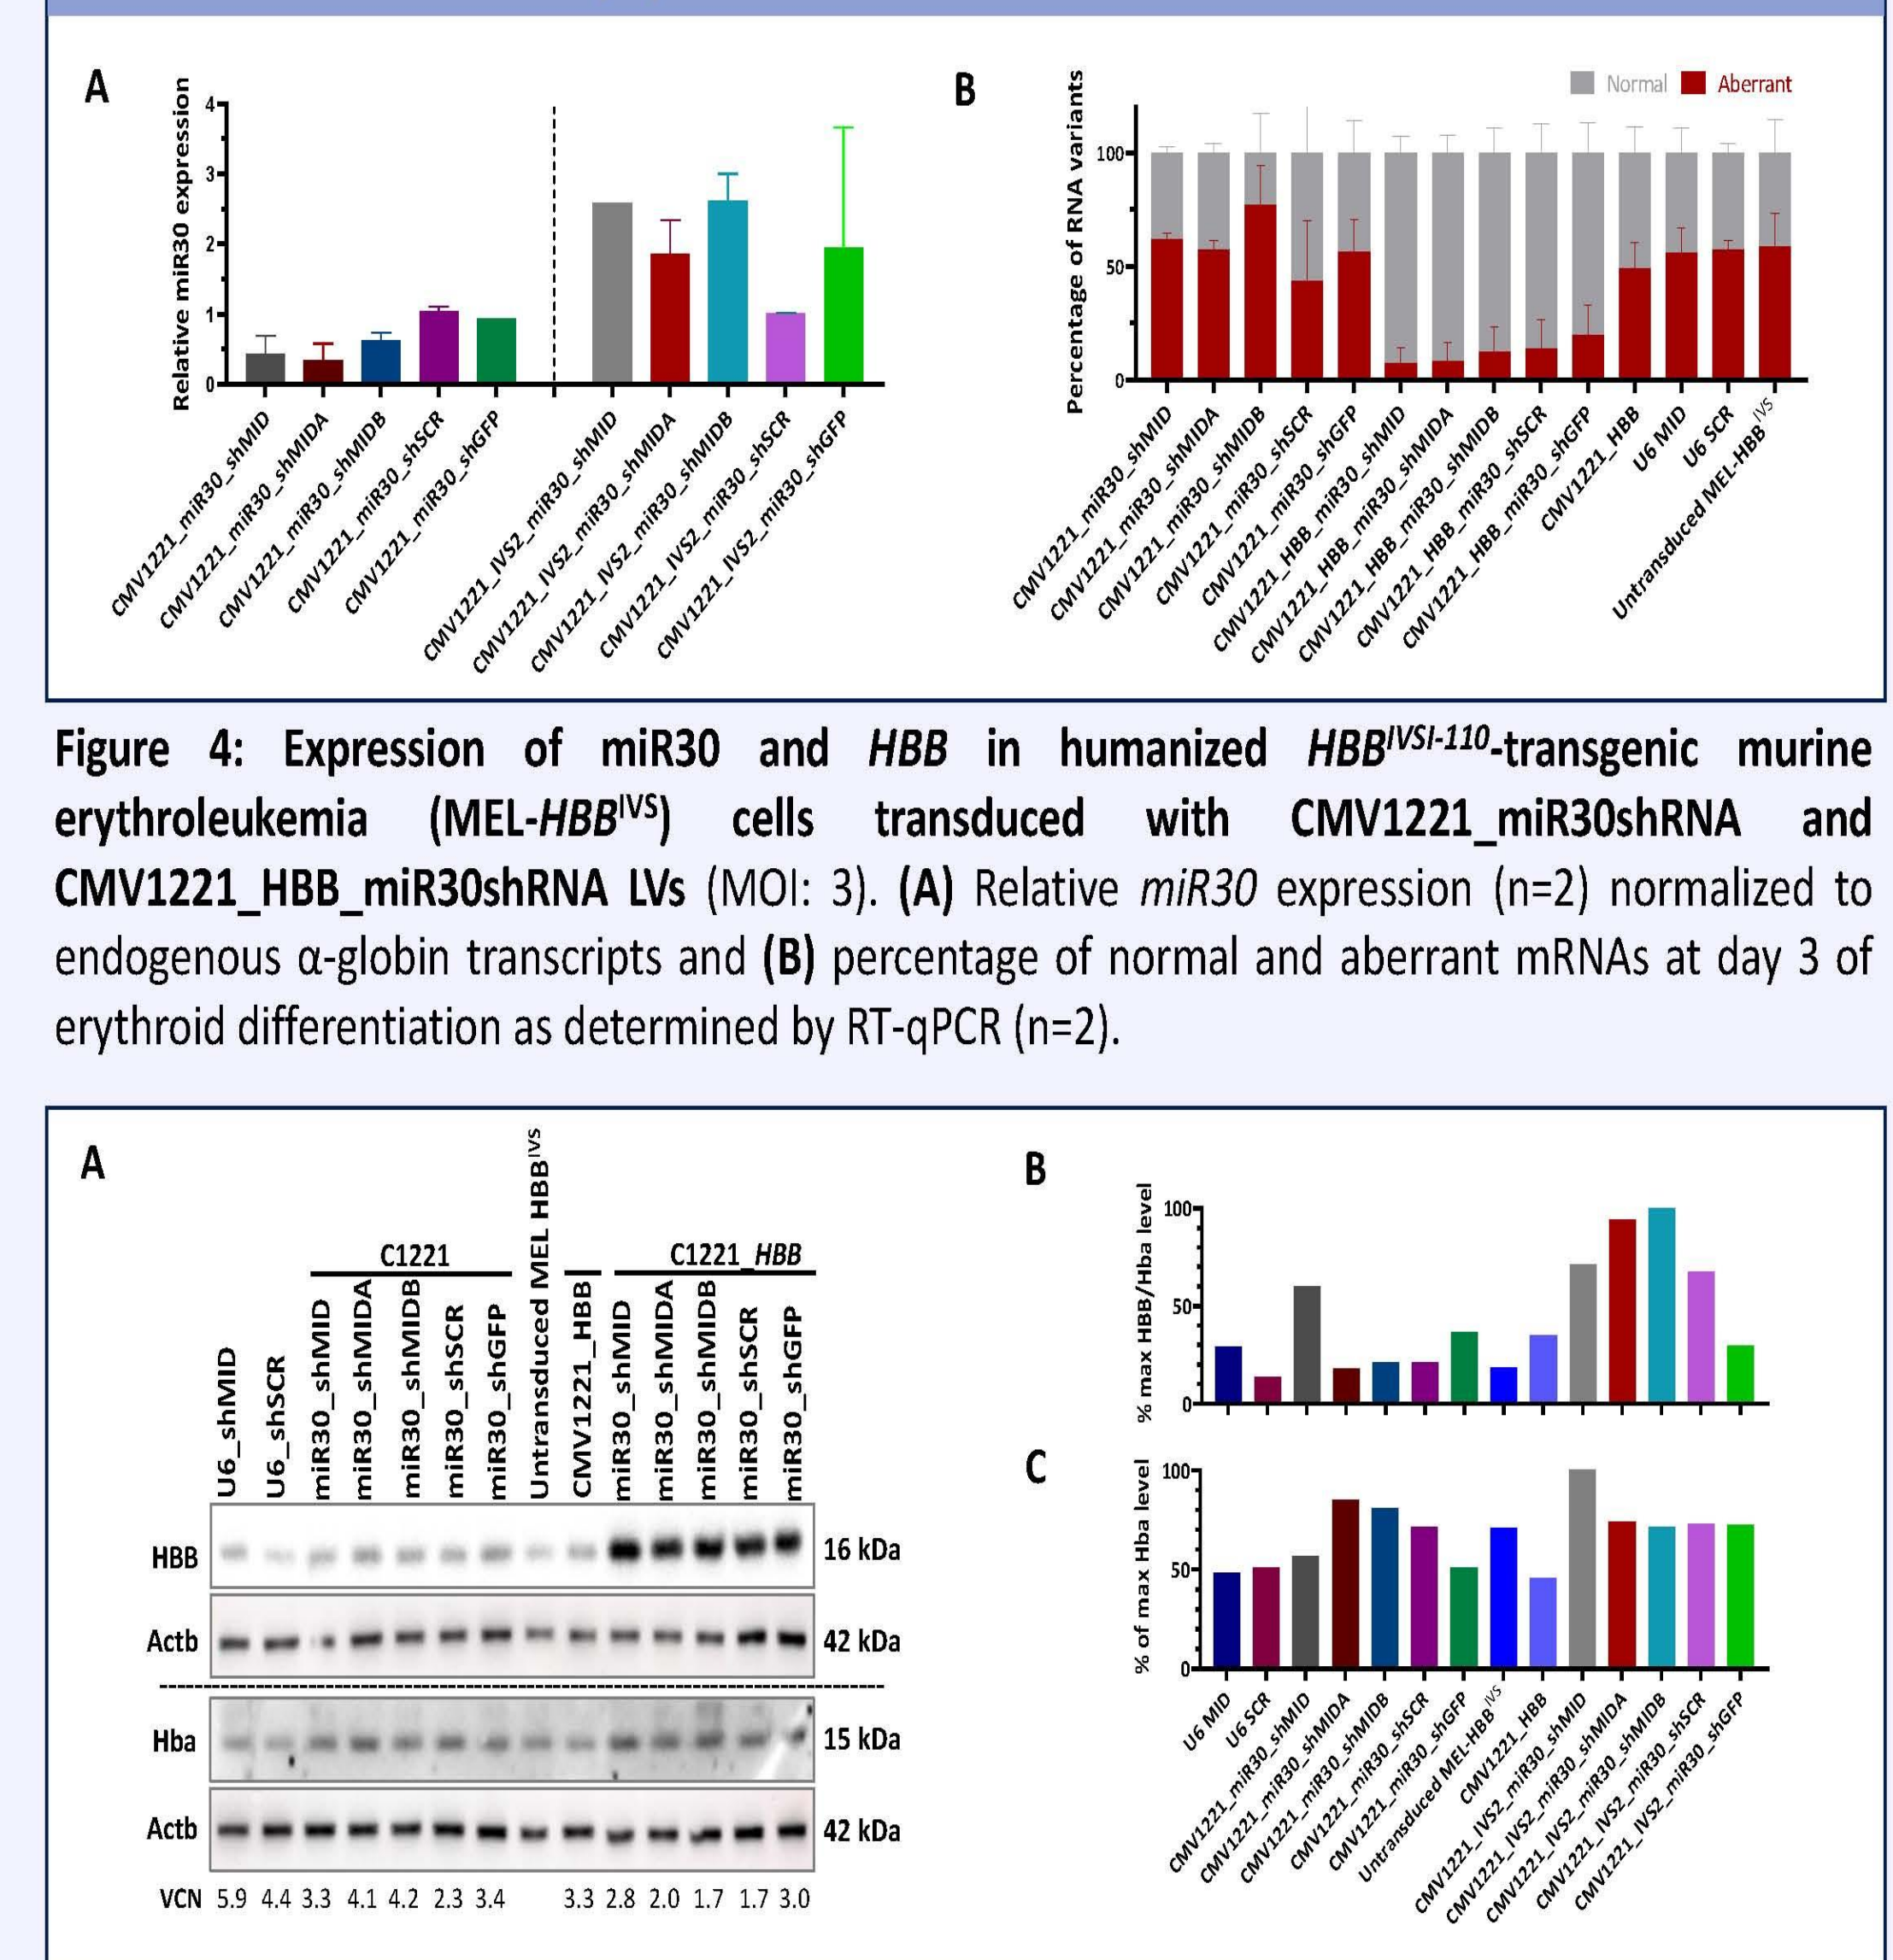 A
Relative miR30 expression
4
3
2
1
0
CMV1221_miR30_shMID
CMV1221_miR30_shMIDA
CMV1221_miR30_shMIDB
CMV1221_miR30_shSCR
CMV1221_miR30_shGFP
CMV1221_IVS2_miR30_shMID
CMV1221_IVS2_miR30_shMIDA
CMV1221_IVS2_miR30_shMIDB
CMV1221_IVS2_miR30_shSCR
CMV1221_IVS2_miR30_shGFP
B
Normal Aberrant
Percentage of RNA variants
100
50
0
CMV1221_miR30_shMID
CMV1221_miR30_shMIDA
CMV1221_miR30_shMIDB
CMV1221_miR30_shSCR
CMV1221_miR30_shGFP
CMV1221_HBB_miR30_shMID
CMV1221_HBB_miR30_shMIDA
CMV1221_HBB_miR30_shMIDB
CMV1221_HBB_miR30_shSCR
CMV1221_HBB_miR30_shGFP
CMV1221_HBB
U6 MID
U6 SCR
Untransduced MEL-HBB IVS
Figure 4: Expression of miR30 and HBB in humanized HBBIVSI-110-transgenic murine
erythroleukemia (MEL-HBBIVS) cells transduced with CMV1221_miR30shRNA and
CMV1221_HBB_miR30shRNA LVs (MOI: 3). (A) Relative miR30 expression (n=2) normalized to
endogenous α-globin transcripts and (B) percentage of normal and aberrant mRNAs at day 3 of
erythroid differentiation as determined by RT-qPCR (n=2).
A
C1221
C1221_HBB
U6_shMID
U6_shSCR
miR30_shMID
miR30_shMIDA
miR30_shMIDB
miR30_shSCR
miR30_shGFP
Untransduced MEL HBBIVS
CMV1221_HBB
miR30_shMID
miR30_shMIDA
miR30_shMIDB
miR30_shSCR
miR30_shGFP
HBB 16 kDa
Actb 42 kDa
Hba 15 kDa
Actb 42 kDa
VCN 5.9 4.4 3.3 4.1 4.2 2.3 3.4 3.3 2.8 2.0 1.7 1.7 3.0
B
% max HBB/Hba level
100
50
0
C
% of max Hba level
100
50
0
U6 MID
U6 SCR
CMV1221_miR30_shMID
CMV1221_miR30_shMIDA
CMV1221_miR30_shMIDB
CMV1221_miR30_shSCR
CMV1221_miR30_shGFP
Untransduced MEL-HBB IVS
CMV1221_HBB
CMV1221_IVS2_miR30_shMID
CMV1221_IVS2_miR30_shMIDA
CMV1221_IVS2_miR30_shMIDB
CMV1221_IVS2_miR30_shSCR
CMV1221_IVS2_miR30_shGFP